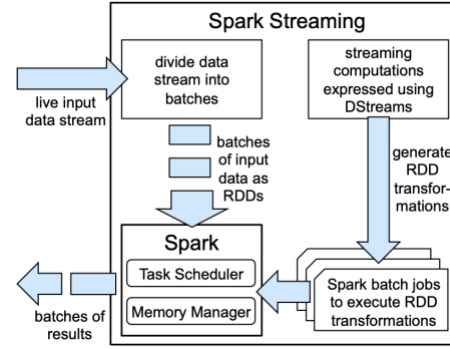 Spark Streaming
divide data
stream into
batches
streaming
computations
expressed using
DStreams
live input
data stream
batches
of input
data as
RDDs
generate
RDD
transfor-
mations
Spark
Task Scheduler
Memory Manager
Spark batch jobs
to execute RDD
transformations
batches of
results